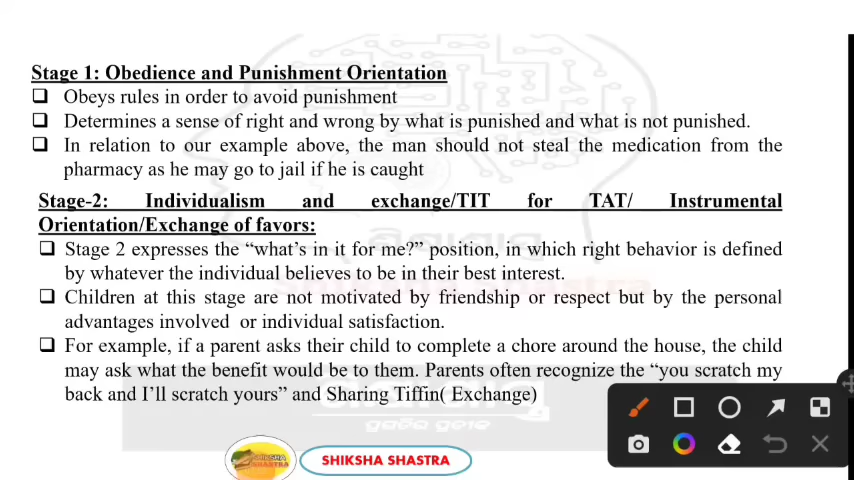 Stage 1: Obedience and Punishment Orientation
❑ Obeys rules in order to avoid punishment
❑ Determines a sense of right and wrong by what is punished and what is not punished.
❑ In relation to our example above, the man should not steal the medication from the
pharmacy as he may go to jail if he is caught
Stage-2: Individualism and exchange/TIT for TAT/ Instrumental
Orientation/Exchange of favors:
❑ Stage 2 expresses the “what’s in it for me?” position, in which right behavior is defined
by whatever the individual believes to be in their best interest.
❑ Children at this stage are not motivated by friendship or respect but by the personal
advantages involved or individual satisfaction.
❑ For example, if a parent asks their child to complete a chore around the house, the child
may ask what the benefit would be to them. Parents often recognize the “you scratch my
back and I’ll scratch yours” and Sharing Tiffin( Exchange)
Shiksha Shastra
SHIKSHA
SHASTRA
SHIKSHA SHASTRA